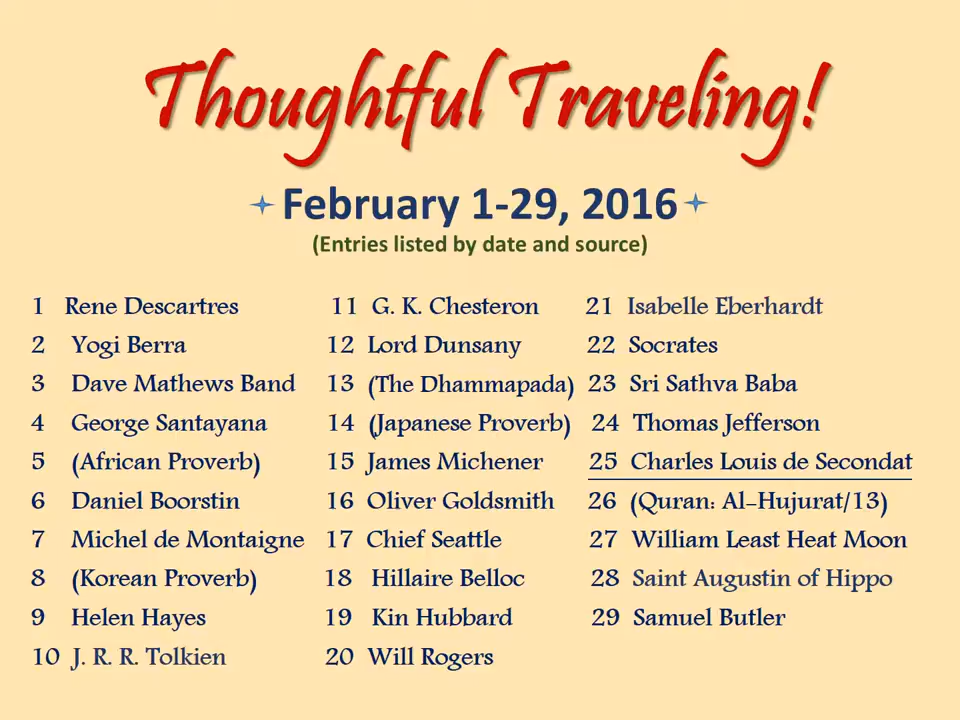 Thoughtful Traveling!
February 1-29, 2016
(Entries listed by date and source)
1 Rene Descartres
2 Yogi Berra
3 Dave Mathews Band
4 George Santayana
5 (African Proverb)
6 Daniel Boorstin
7 Michel de Montaigne
8 (Korean Proverb)
9 Helen Hayes
10 J. R. R. Tolkien
11 G. K. Chesteron
12 Lord Dunsany
13 (The Dhammapada)
14 (Japanese Proverb)
15 James Michener
16 Oliver Goldsmith
17 Chief Seattle
18 Hillaire Belloc
19 Kin Hubbard
20 Will Rogers
21 Isabelle Eberhardt
22 Socrates
23 Sri Sathva Baba
24 Thomas Jefferson
25 Charles Louis de Secondat
26 (Quran: Al-Hujurat/13)
27 William Least Heat Moon
28 Saint Augustin of Hippo
29 Samuel Butler